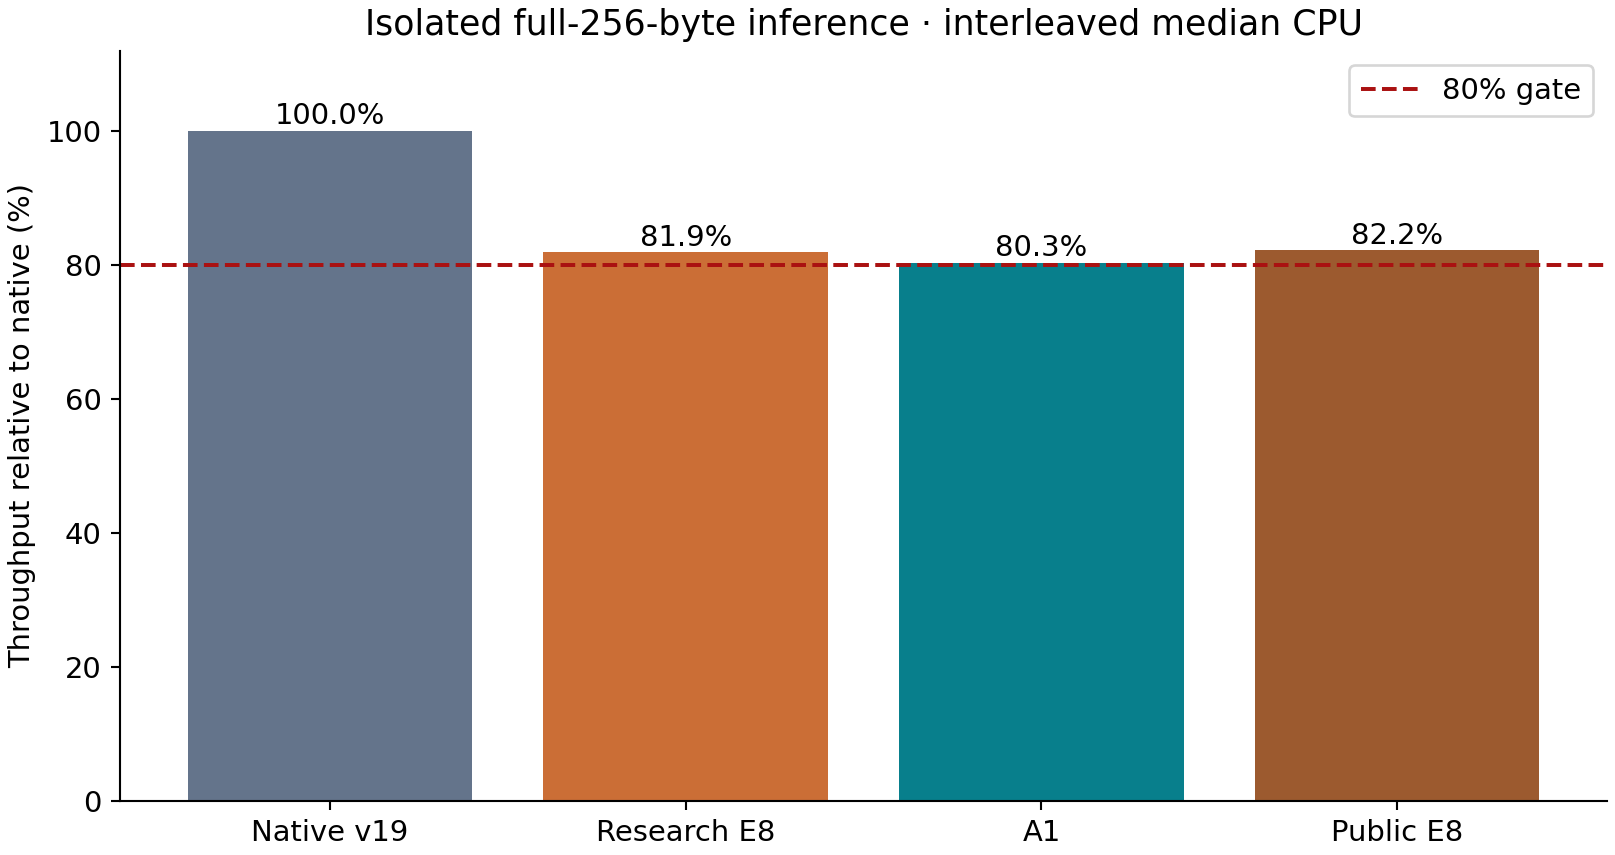 Isolated full-256-byte inference · interleaved median CPU
80% gate
Throughput relative to native (%)
100
80
60
40
20
0
100.0%
81.9%
80.3%
82.2%
Native v19
Research E8
A1
Public E8